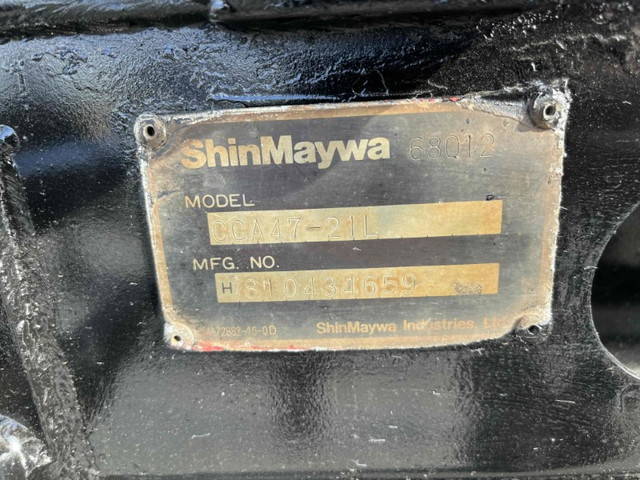 ShinMaywa 68012
MODEL
CCA47-21L
MFG. NO.
H 810434659
ShinMaywa Industries,